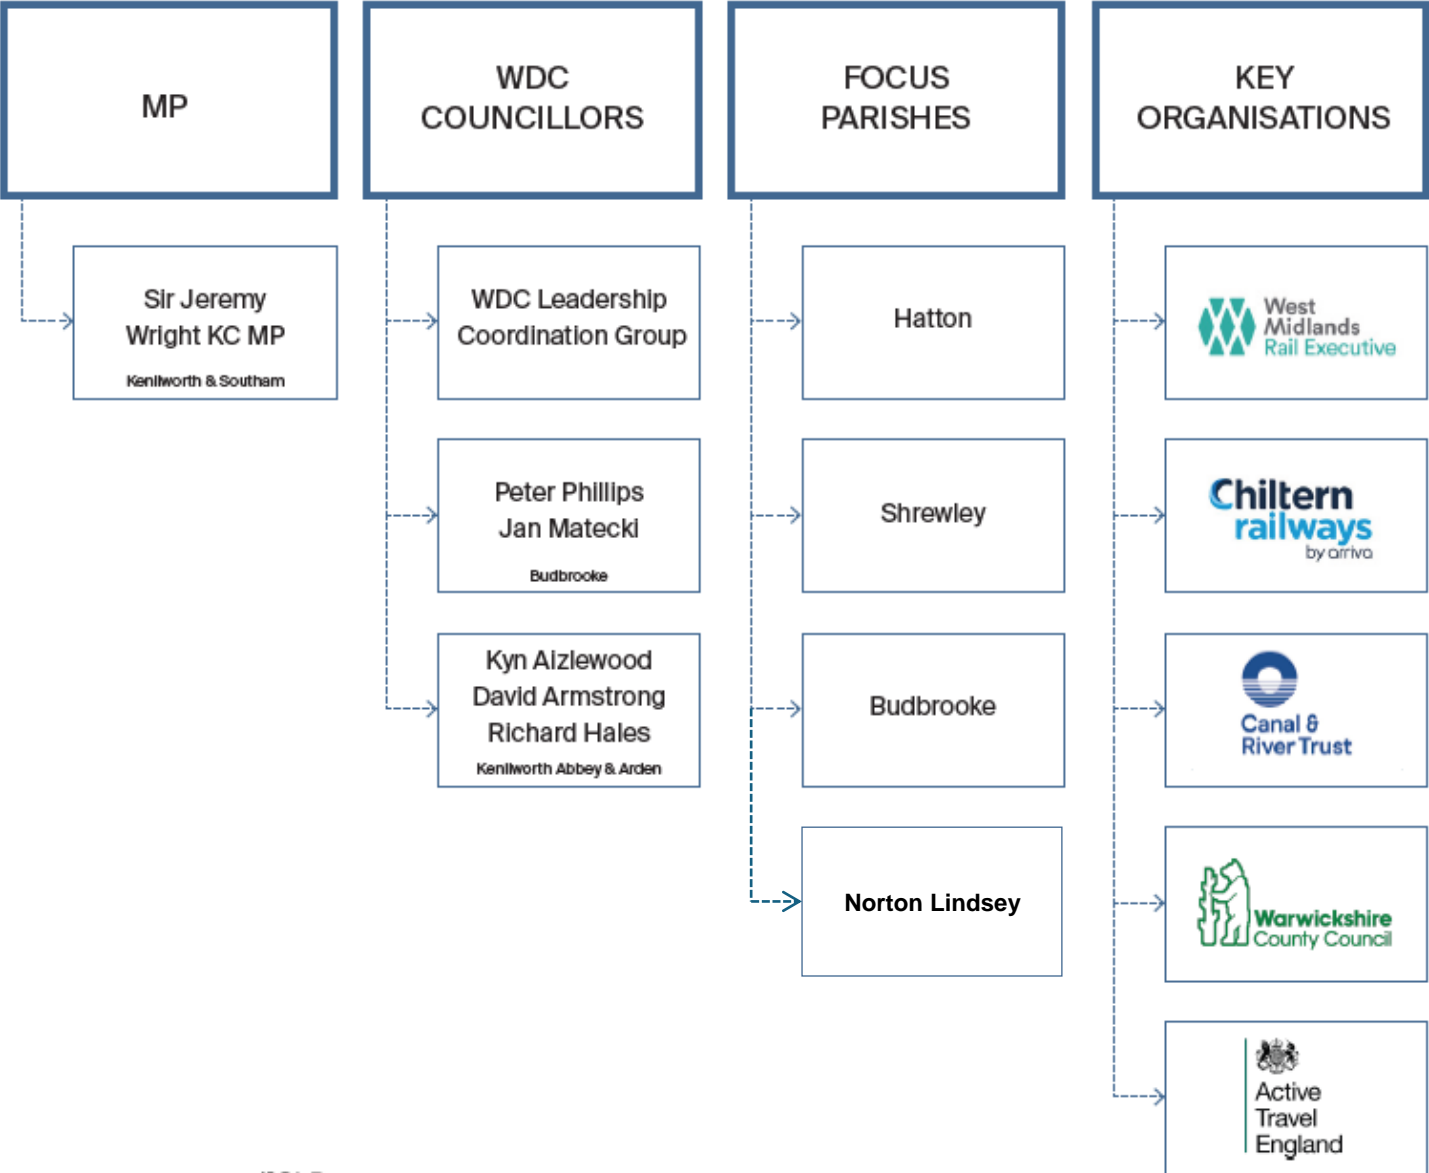 MP
Sir Jeremy
Wright KC MP
Kenilworth & Southam
WDC
COUNCILLORS
WDC Leadership
Coordination Group
Peter Phillips
Jan Matecki
Budbrooke
Kyn Aizlewood
David Armstrong
Richard Hales
Kenilworth Abbey & Arden
FOCUS
PARISHES
Hatton
Shrewley
Budbrooke
Norton Lindsey
KEY
ORGANISATIONS
West
Midlands
Rail Executive
Chiltern
railways
by arriva
Canal &
River Trust
Warwickshire
County Council
Active
Travel
England